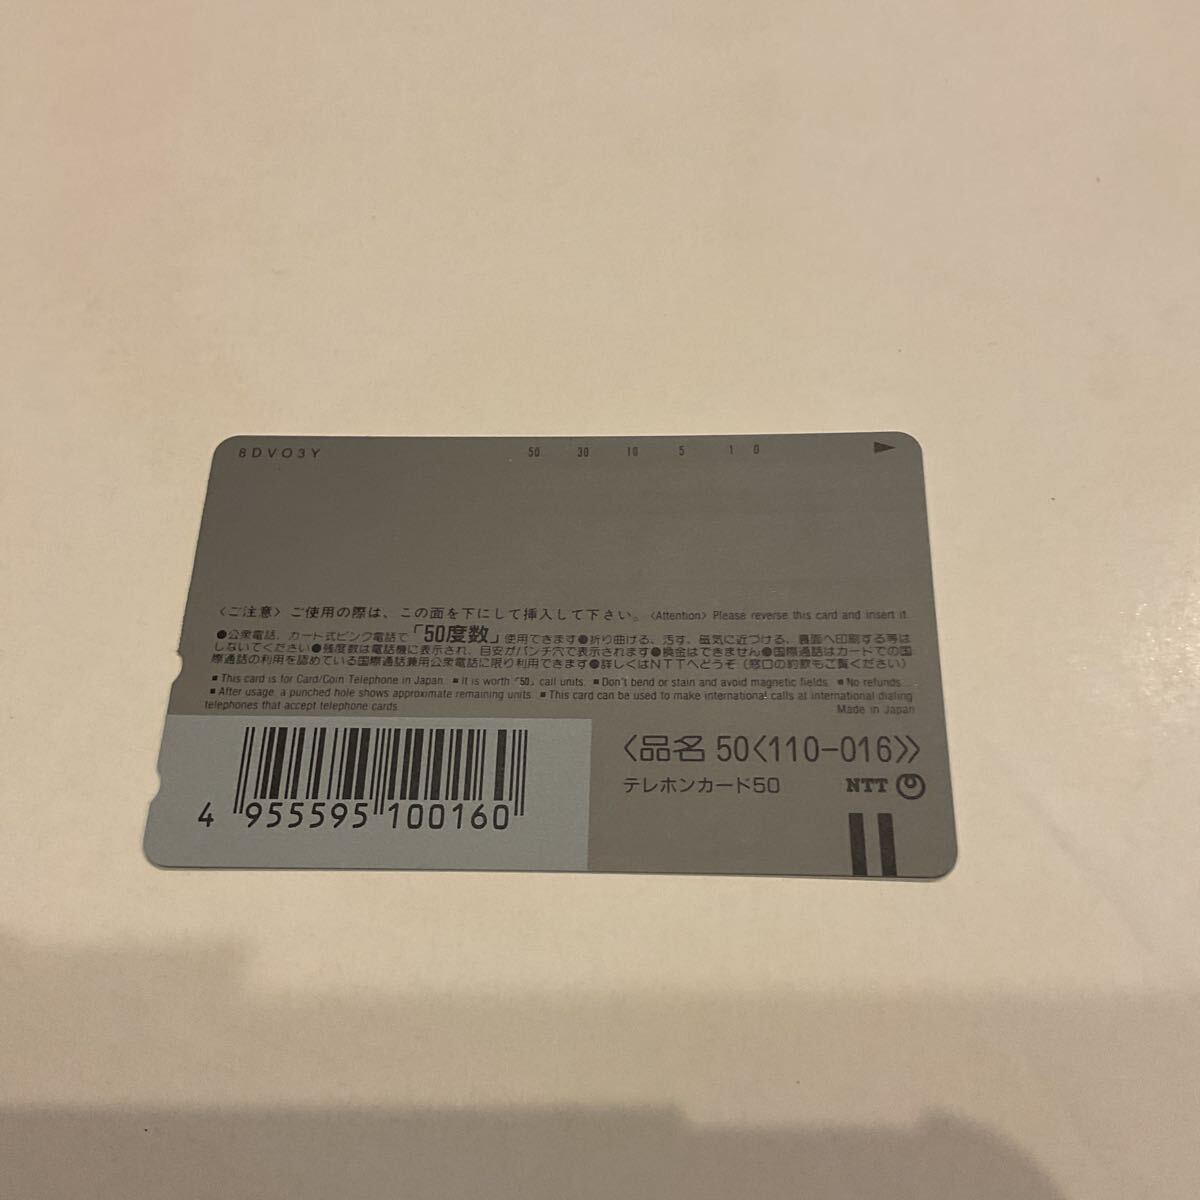 8DVO3Y 50 30 10 5 1 0
〈ご注意〉ご使用の際は、この面を下にして挿入して下さい。〈Attention〉Please reverse this card and insert it.
●公衆電話、カード式ピンク電話で「50度数」使用できます●折り曲げる、汚す、磁気に近づける、裏面へ印刷する等は
しないでください●残度数は電話機に表示され、目安がパンチ穴で表示されます●換金はできません●国際通話はカードでの国
際通話の利用を認めている国際通話兼用公衆電話に限り利用できます●詳しくはNTTへどうぞ（窓口の約款もご覧ください）
■This card is for Card/Coin Telephone in Japan. ■It is worth「50」call units. ■Don't bend or stain and avoid magnetic fields. ■No refunds.
■After usage, a punched hole shows approximate remaining units. ■This card can be used to make international calls at international dialing
telephones that accept telephone cards.
Made in Japan
〈品名 50〈110-016〉〉
テレホンカード50 NTT
4 955595 100160